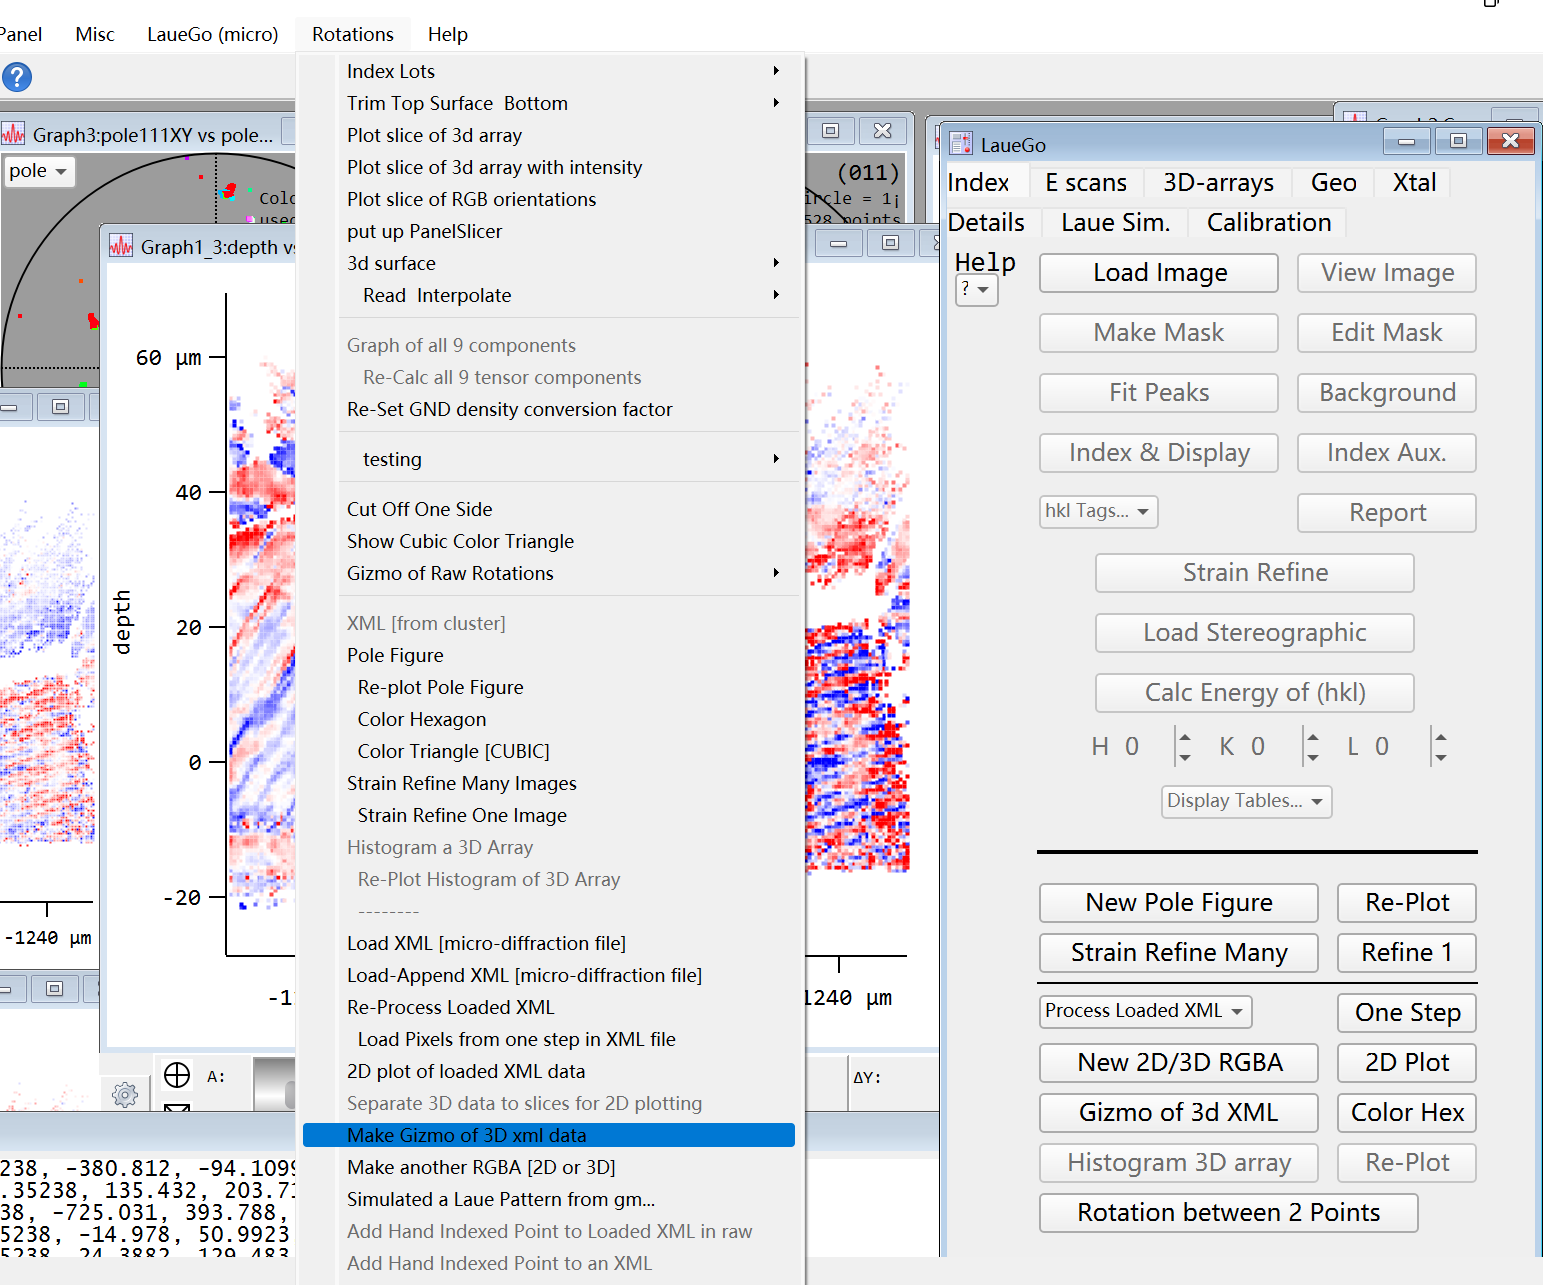 Panel Misc LaueGo (micro) Rotations Help
?
Graph3:pole111XY vs pole...
pole
Colo
used
(011)
ircle = 1¡
528 points
Graph1_3:depth vs
60 µm
40
20
0
-20
depth
-1240 µm
-1
1240 µm
A:
ΔY:
238, -380.812, -94.1099
.35238, 135.432, 203.71
38, -725.031, 393.788,
5238, -14.978, 50.9923
5238, 24.3882, 129.483
Index Lots
Trim Top Surface  Bottom
Plot slice of 3d array
Plot slice of 3d array with intensity
Plot slice of RGB orientations
put up PanelSlicer
3d surface
Read  Interpolate
Graph of all 9 components
Re-Calc all 9 tensor components
Re-Set GND density conversion factor
testing
Cut Off One Side
Show Cubic Color Triangle
Gizmo of Raw Rotations
XML [from cluster]
Pole Figure
Re-plot Pole Figure
Color Hexagon
Color Triangle [CUBIC]
Strain Refine Many Images
Strain Refine One Image
Histogram a 3D Array
Re-Plot Histogram of 3D Array
--------
Load XML [micro-diffraction file]
Load-Append XML [micro-diffraction file]
Re-Process Loaded XML
Load Pixels from one step in XML file
2D plot of loaded XML data
Separate 3D data to slices for 2D plotting
Make Gizmo of 3D xml data
Make another RGBA [2D or 3D]
Simulated a Laue Pattern from gm...
Add Hand Indexed Point to Loaded XML in raw
Add Hand Indexed Point to an XML
LaueGo
Index E scans 3D-arrays Geo Xtal
Details Laue Sim. Calibration
Help
?
Load Image View Image
Make Mask Edit Mask
Fit Peaks Background
Index & Display Index Aux.
hkl Tags... Report
Strain Refine
Load Stereographic
Calc Energy of (hkl)
H 0 K 0 L 0
Display Tables...
New Pole Figure Re-Plot
Strain Refine Many Refine 1
Process Loaded XML One Step
New 2D/3D RGBA 2D Plot
Gizmo of 3d XML Color Hex
Histogram 3D array Re-Plot
Rotation between 2 Points